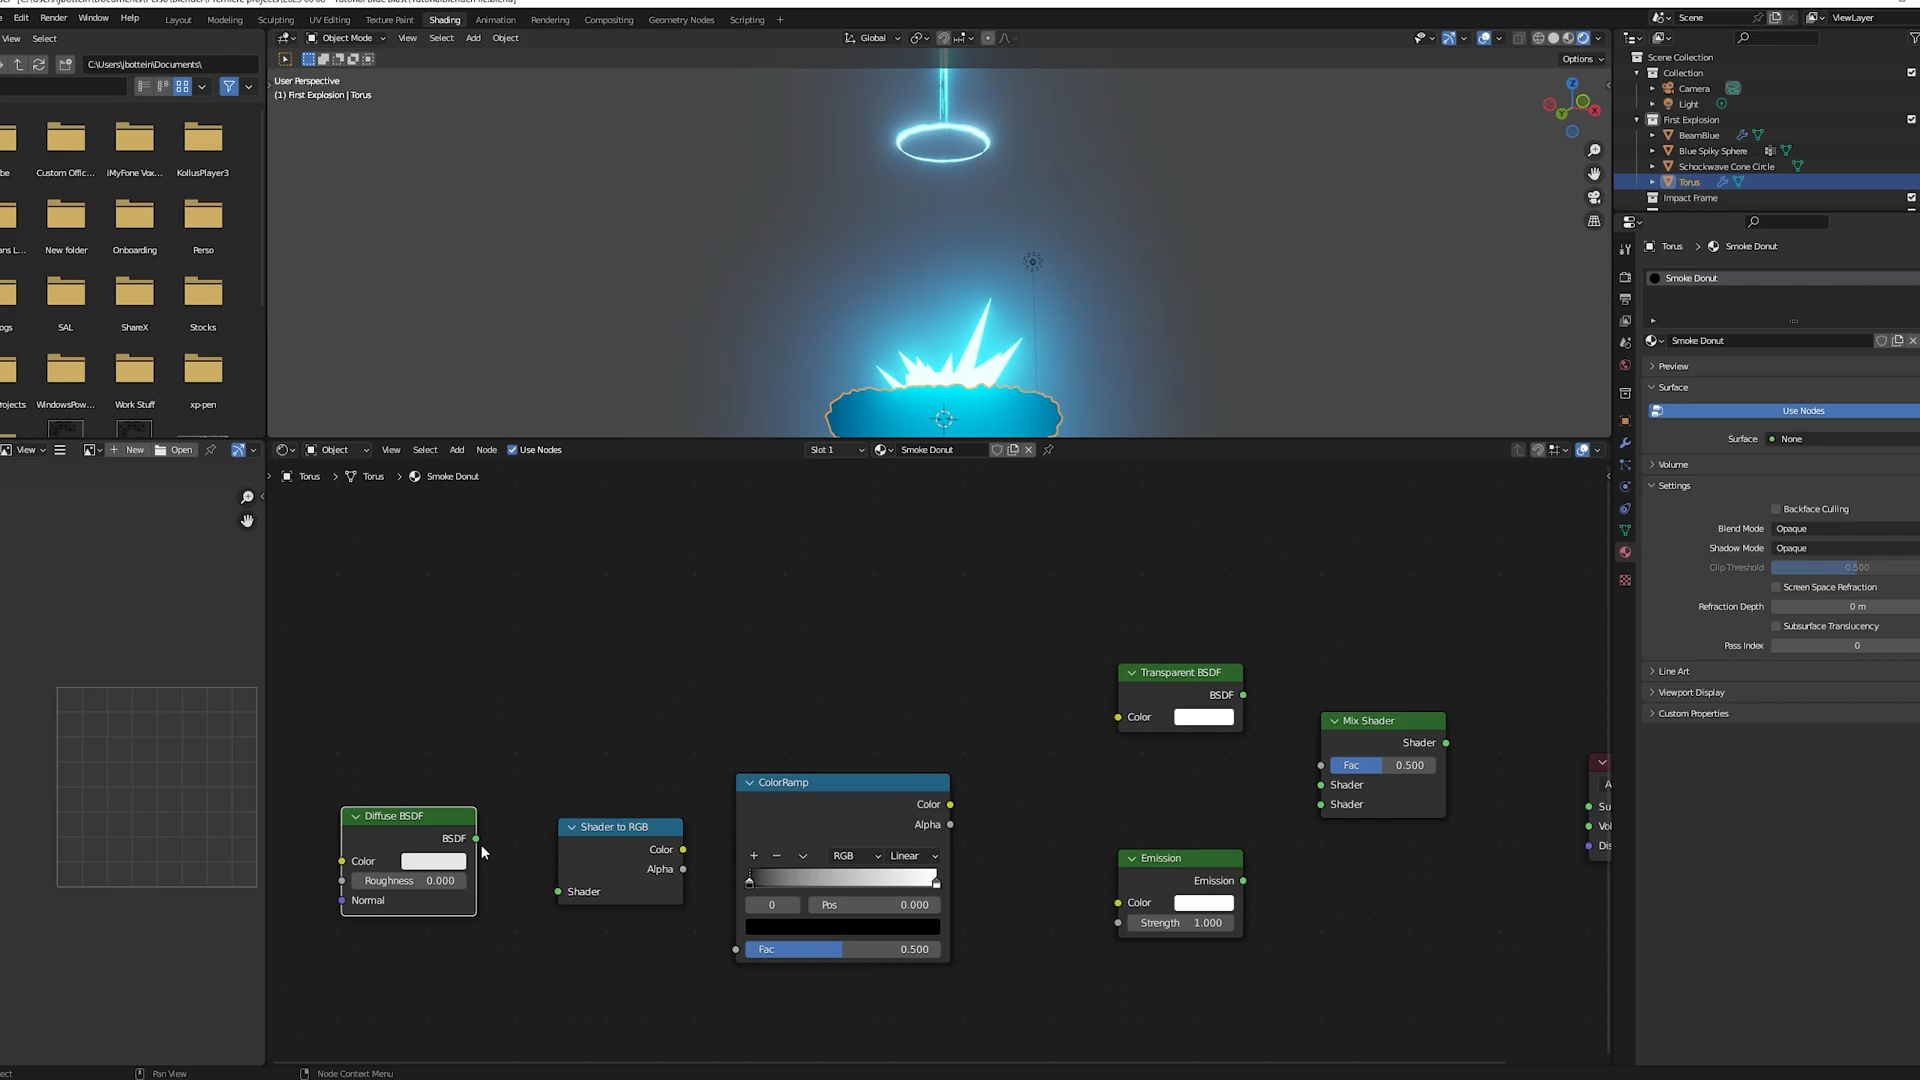 Edit Render Window Help
Layout Modeling Sculpting UV Editing Texture Paint Shading Animation Rendering Compositing Geometry Nodes Scripting +
Scene
ViewLayer
View Select
Object Mode View Select Add Object
Global
C:\Users\jbottein\Documents\
Options
User Perspective
(1) First Explosion | Torus
Custom Offic...
iMyFone Vox...
KollusPlayer3
New folder
Onboarding
Perso
SAL
ShareX
Stocks
WindowsPow...
Work Stuff
xp-pen
Scene Collection
Collection
Camera
Light
First Explosion
BeamBlue
Blue Spiky Sphere
Schockwave Cone Circle
Torus
Impact Frame
Torus > Smoke Donut
Smoke Donut
Smoke Donut
Preview
Surface
Use Nodes
Surface None
Volume
Settings
Backface Culling
Blend Mode Opaque
Shadow Mode Opaque
Clip Threshold 0.500
Screen Space Refraction
Refraction Depth 0 m
Subsurface Translucency
Pass Index 0
Line Art
Viewport Display
Custom Properties
View
New
Open
Object View Select Add Node Use Nodes
Slot 1
Smoke Donut
Torus > Torus > Smoke Donut
Diffuse BSDF
BSDF
Color
Roughness 0.000
Normal
Shader to RGB
Color
Alpha
Shader
ColorRamp
Color
Alpha
+ − RGB Linear
0 Pos 0.000
Fac 0.500
Transparent BSDF
BSDF
Color
Emission
Emission
Color
Strength 1.000
Mix Shader
Shader
Fac 0.500
Shader
Shader
Pan View
Node Context Menu